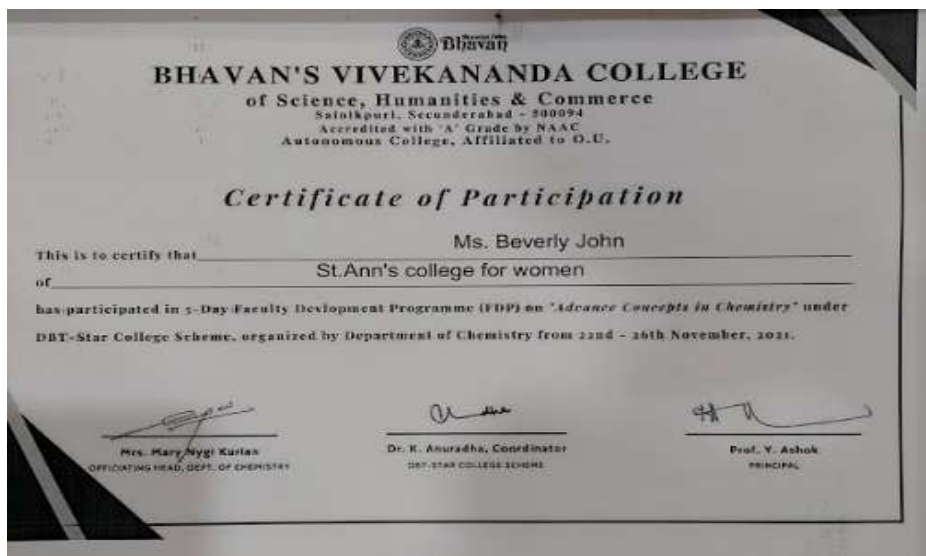 Bhavan
BHAVAN'S VIVEKANANDA COLLEGE
of Science, Humanities & Commerce
Sainikpuri, Secunderabad - 500094
Accredited with 'A' Grade by NAAC
Autonomous College, Affiliated to O.U.
Certificate of Participation
This is to certify that Ms. Beverly John
of St.Ann's college for women
has participated in 5-Day Faculty Devlopment Programme (FDP) on "Advance Concepts in Chemistry" under
DBT-Star College Scheme, organized by Department of Chemistry from 22nd - 26th November, 2021.
Mrs. Mary Nygi Kurian
OFFICIATING HEAD, DEPT. OF CHEMISTRY
Dr. K. Anuradha, Coordinator
DBT-STAR COLLEGE SCHEME
Prof. Y. Ashok
PRINCIPAL